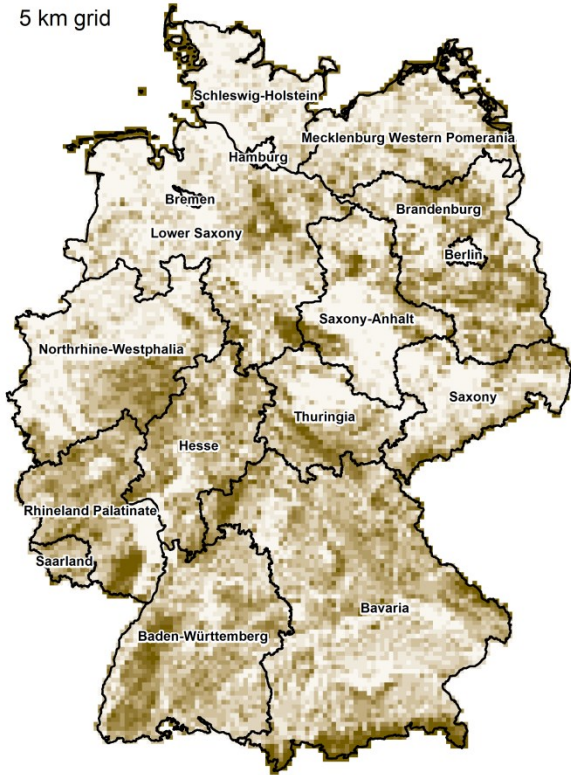 5 km grid
Schleswig-Holstein
Mecklenburg Western Pomerania
Hamburg
Bremen
Brandenburg
Lower Saxony
Berlin
Saxony-Anhalt
Northrhine-Westphalia
Saxony
Thuringia
Hesse
Rhineland Palatinate
Saarland
Bavaria
Baden-Württemberg